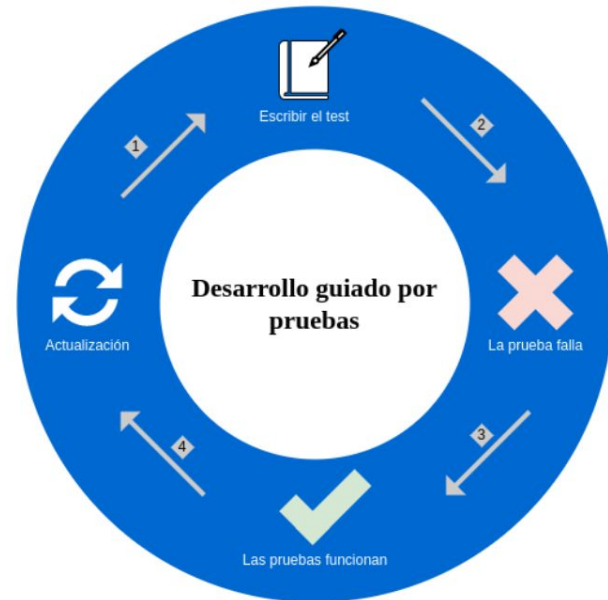 Escribir el test
1
2
Desarrollo guiado por
pruebas
Actualización
La prueba falla
4
3
Las pruebas funcionan